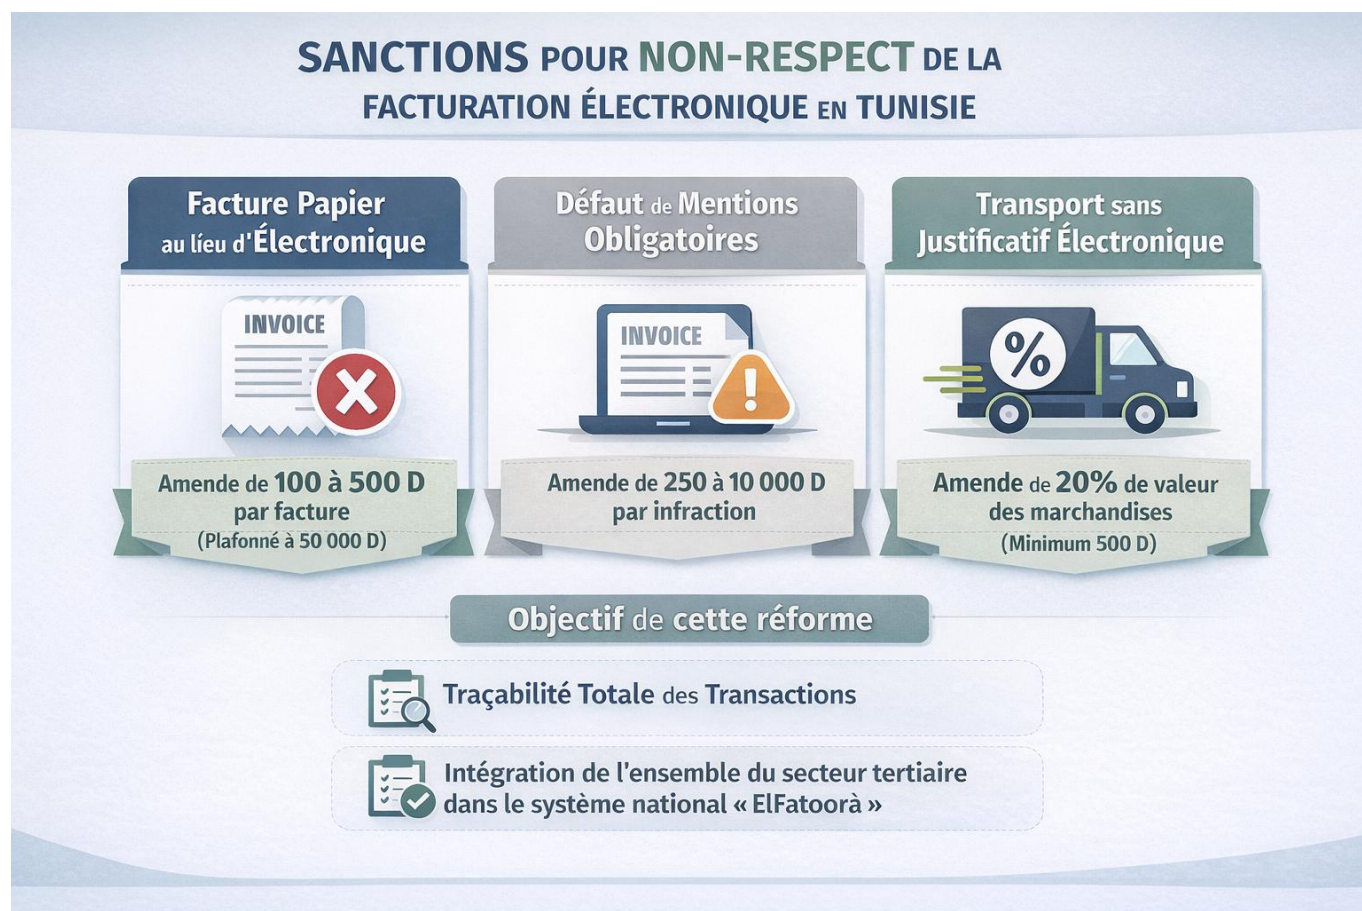 SANCTIONS POUR NON-RESPECT DE LA
FACTURATION ÉLECTRONIQUE EN TUNISIE
Facture Papier
au lieu d'Électronique
INVOICE
Amende de 100 à 500 D
par facture
(Plafonné à 50 000 D)
Défaut de Mentions
Obligatoires
INVOICE
Amende de 250 à 10 000 D
par infraction
Transport sans
Justificatif Électronique
%
Amende de 20% de valeur
des marchandises
(Minimum 500 D)
Objectif de cette réforme
Traçabilité Totale des Transactions
Intégration de l'ensemble du secteur tertiaire
dans le système national « ElFatoorà »